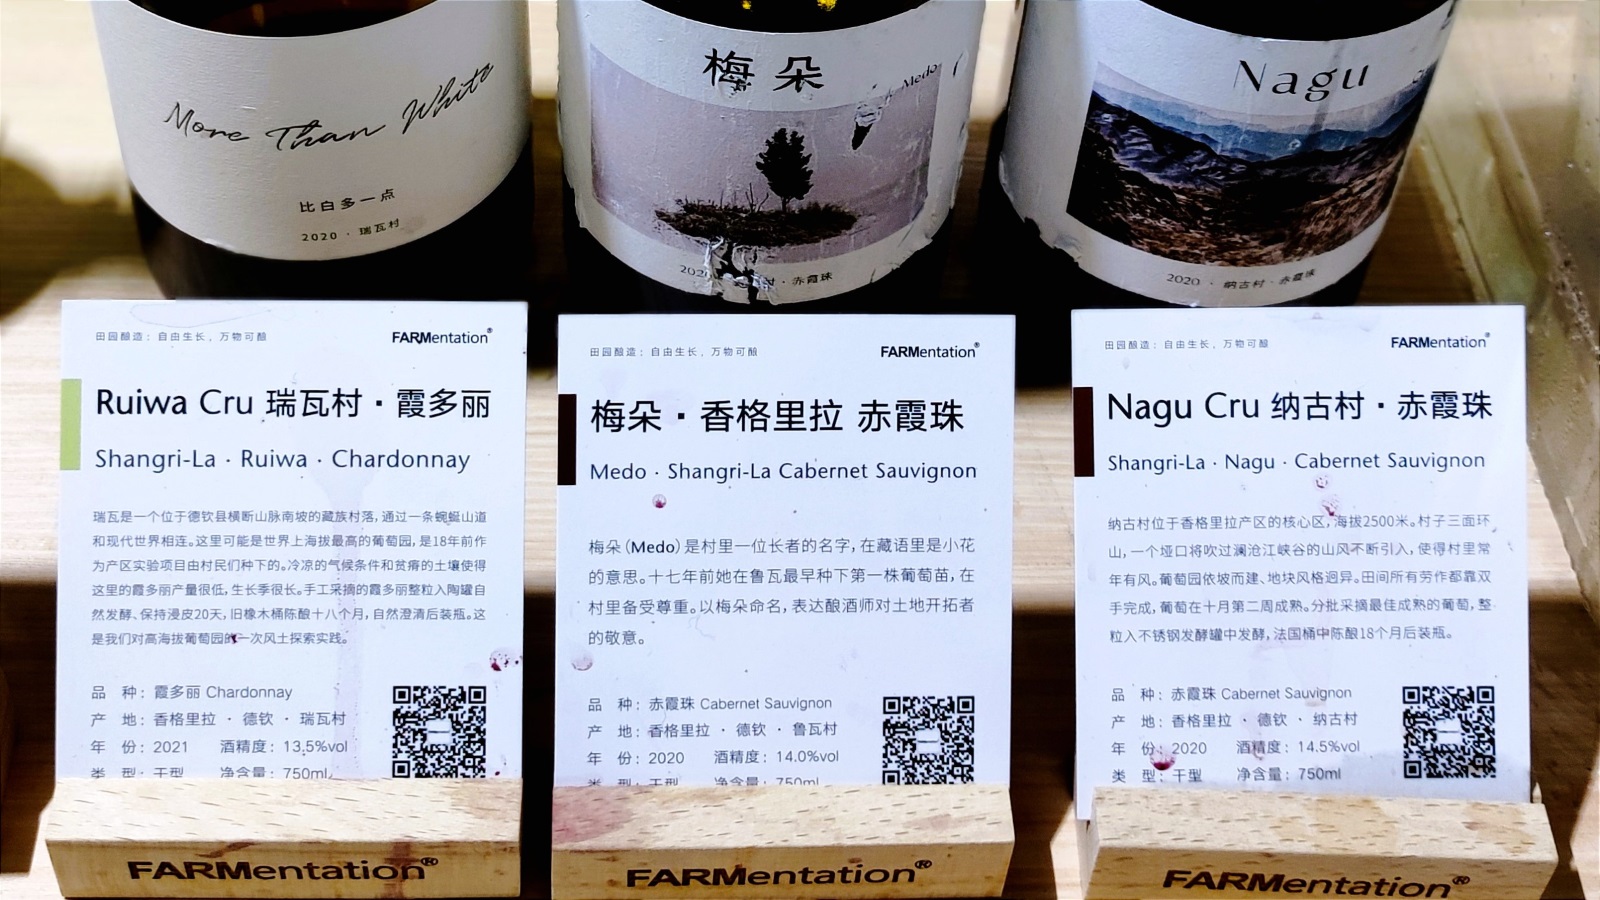 More Than White
比白多一点
2020 · 瑞瓦村
梅朵
Medo
2020
村 · 赤霞珠
Nagu
2020 · 纳古村 · 赤霞珠
田园酿造：自由生长，万物可酿
FARMentation®
Ruiwa Cru 瑞瓦村 · 霞多丽
Shangri-La · Ruiwa · Chardonnay
瑞瓦是一个位于德钦县横断山脉南坡的藏族村落，通过一条蜿蜒山道
和现代世界相连。这里可能是世界上海拔最高的葡萄园，是18年前作
为产区实验项目由村民们种下的。冷凉的气候条件和贫瘠的土壤使得
这里的霞多丽产量很低，生长季很长。手工采摘的霞多丽整粒入陶罐自
然发酵、保持浸皮20天，旧橡木桶陈酿十八个月，自然澄清后装瓶。这
是我们对高海拔葡萄园的一次风土探索实践。
品 种：霞多丽 Chardonnay
产 地：香格里拉 · 德钦 · 瑞瓦村
年 份：2021 酒精度：13.5%vol
类 型：干型 净含量：750ml
FARMentation®
田园酿造：自由生长，万物可酿
FARMentation®
梅朵 · 香格里拉 赤霞珠
Medo · Shangri-La Cabernet Sauvignon
梅朵（Medo）是村里一位长者的名字，在藏语里是小花
的意思。十七年前她在鲁瓦最早种下第一株葡萄苗，在
村里备受尊重。以梅朵命名，表达酿酒师对土地开拓者
的敬意。
品 种：赤霞珠 Cabernet Sauvignon
产 地：香格里拉 · 德钦 · 鲁瓦村
年 份：2020 酒精度：14.0%vol
类 型：干型 净含量：750ml
FARMentation®
田园酿造：自由生长，万物可酿
FARMentation®
Nagu Cru 纳古村 · 赤霞珠
Shangri-La · Nagu · Cabernet Sauvignon
纳古村位于香格里拉产区的核心区，海拔2500米。村子三面环
山，一个垭口将吹过澜沧江峡谷的山风不断引入，使得村里常
年有风。葡萄园依坡而建、地块风格迥异。田间所有劳作都靠双
手完成，葡萄在十月第二周成熟。分批采摘最佳成熟的葡萄，整
粒入不锈钢发酵罐中发酵，法国桶中陈酿18个月后装瓶。
品 种：赤霞珠 Cabernet Sauvignon
产 地：香格里拉 · 德钦 · 纳古村
年 份：2020 酒精度：14.5%vol
类 型：干型 净含量：750ml
FARMentation®